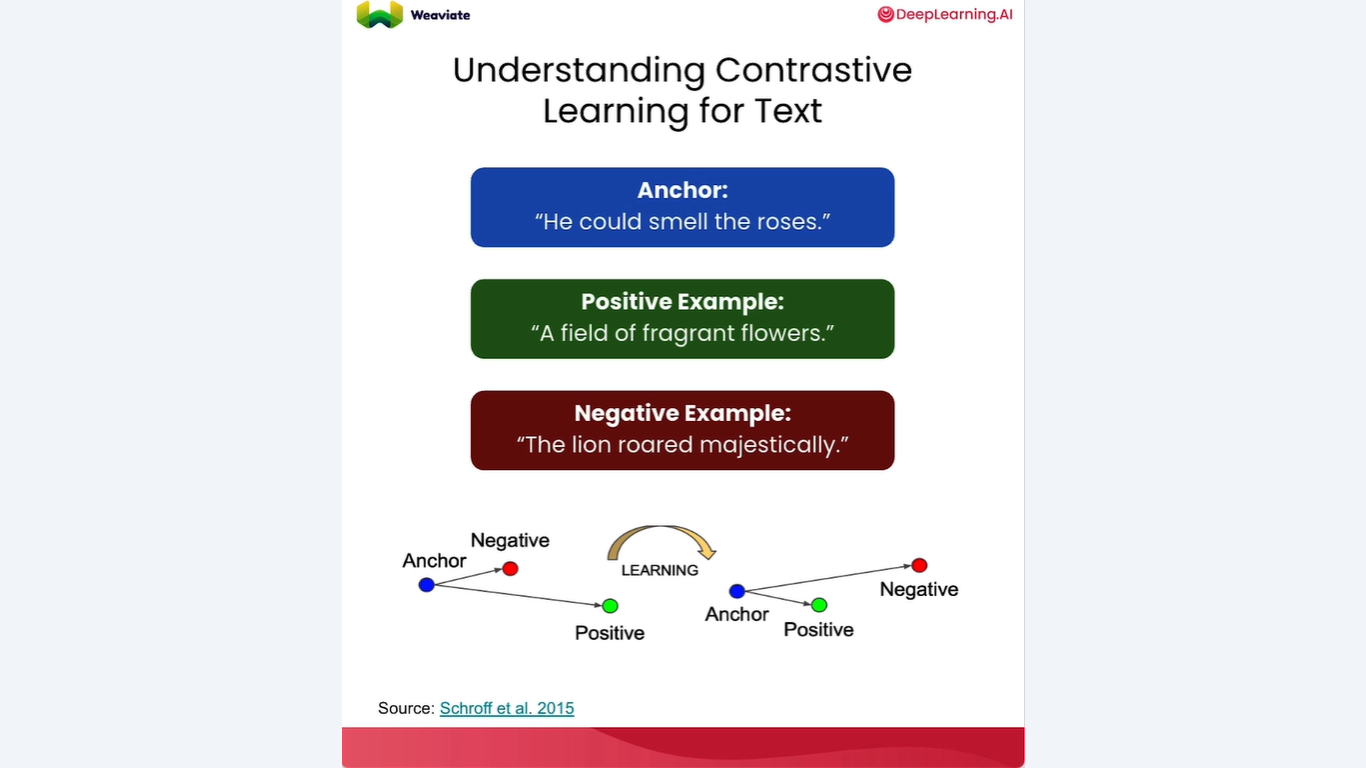 Weaviate
DeepLearning.AI
Understanding Contrastive
Learning for Text
Anchor:
“He could smell the roses.”
Positive Example:
“A field of fragrant flowers.”
Negative Example:
“The lion roared majestically.”
Negative
Anchor
Positive
LEARNING
Anchor
Positive
Negative
Source: Schroff et al. 2015